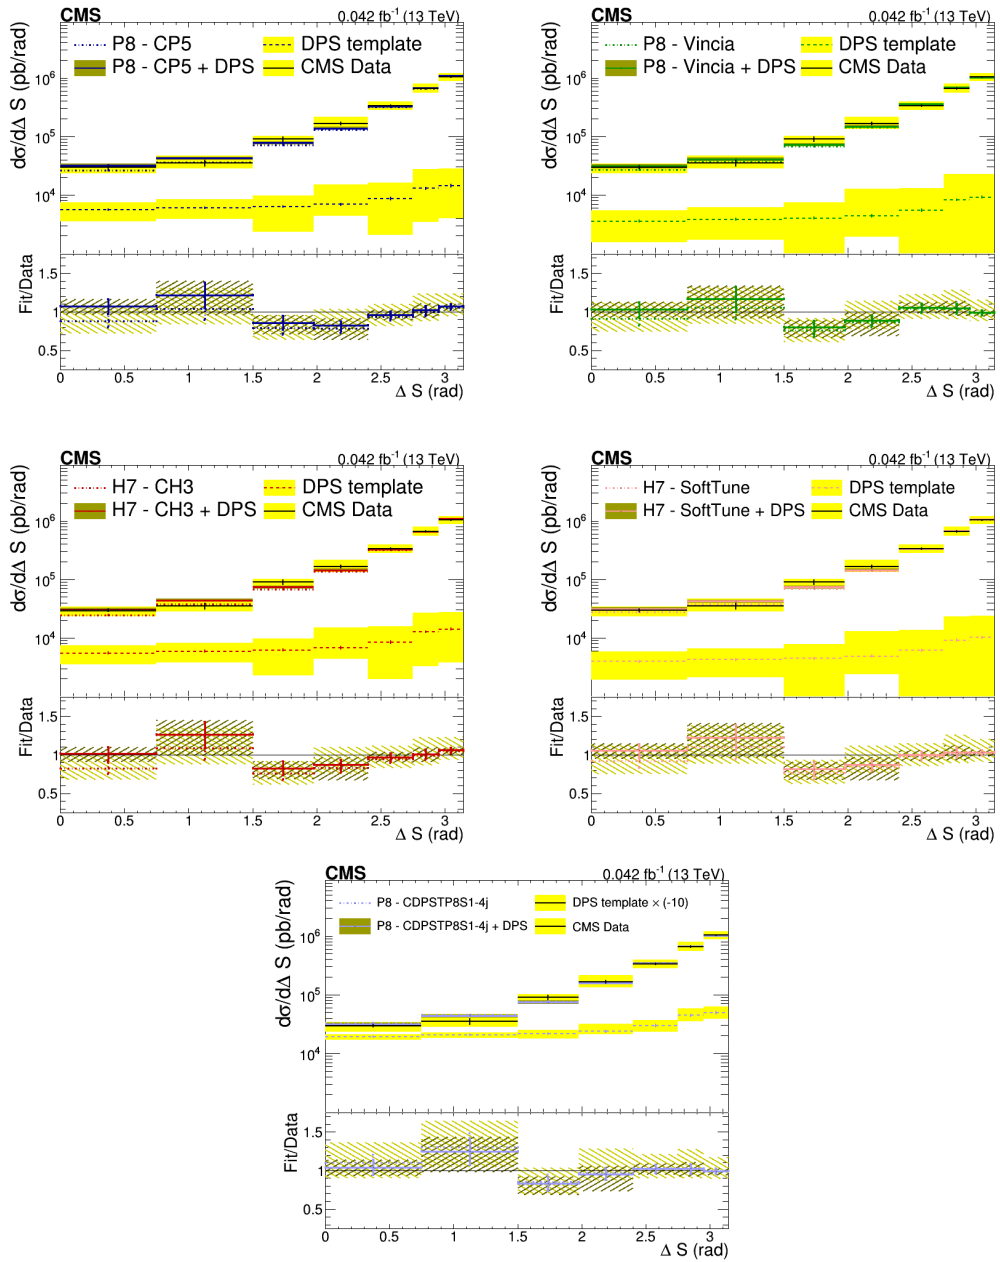 CMS 0.042 fb⁻¹ (13 TeV)
P8 - CP5 DPS template
P8 - CP5 + DPS CMS Data
dσ/dΔ S (pb/rad)
10⁶
10⁵
10⁴
Fit/Data
1.5
1
0.5
0 0.5 1 1.5 2 2.5 3
Δ S (rad)
CMS 0.042 fb⁻¹ (13 TeV)
P8 - Vincia DPS template
P8 - Vincia + DPS CMS Data
dσ/dΔ S (pb/rad)
10⁶
10⁵
10⁴
Fit/Data
1.5
1
0.5
0 0.5 1 1.5 2 2.5 3
Δ S (rad)
CMS 0.042 fb⁻¹ (13 TeV)
H7 - CH3 DPS template
H7 - CH3 + DPS CMS Data
dσ/dΔ S (pb/rad)
10⁶
10⁵
10⁴
Fit/Data
1.5
1
0.5
0 0.5 1 1.5 2 2.5 3
Δ S (rad)
CMS 0.042 fb⁻¹ (13 TeV)
H7 - SoftTune DPS template
H7 - SoftTune + DPS CMS Data
dσ/dΔ S (pb/rad)
10⁶
10⁵
10⁴
Fit/Data
1.5
1
0.5
0 0.5 1 1.5 2 2.5 3
Δ S (rad)
CMS 0.042 fb⁻¹ (13 TeV)
P8 - CDPSTP8S1-4j DPS template × (-10)
P8 - CDPSTP8S1-4j + DPS CMS Data
dσ/dΔ S (pb/rad)
10⁶
10⁵
10⁴
Fit/Data
1.5
1
0.5
0 0.5 1 1.5 2 2.5 3
Δ S (rad)